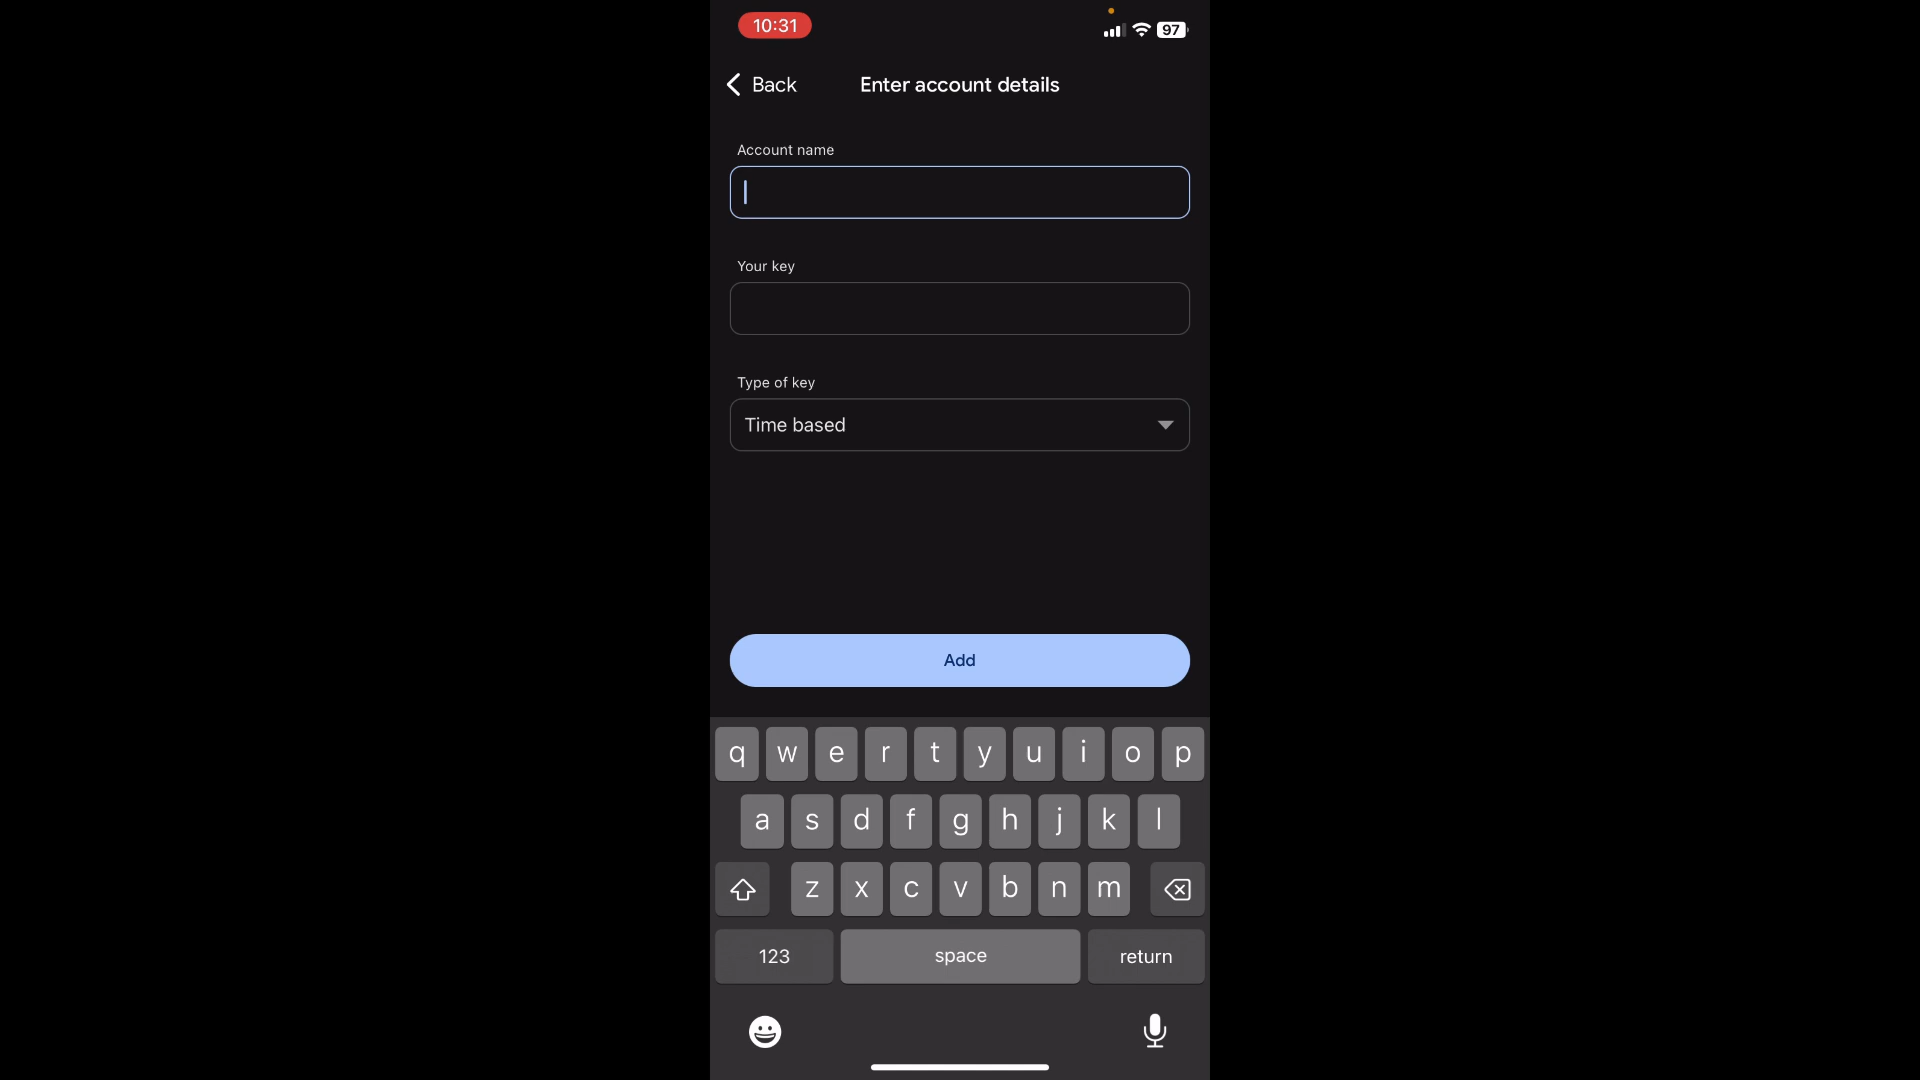 10:31
97
Back
Enter account details
Account name
Your key
Type of key
Time based
Add
q w e r t y u i o p
a s d f g h j k l
z x c v b n m
123 space return